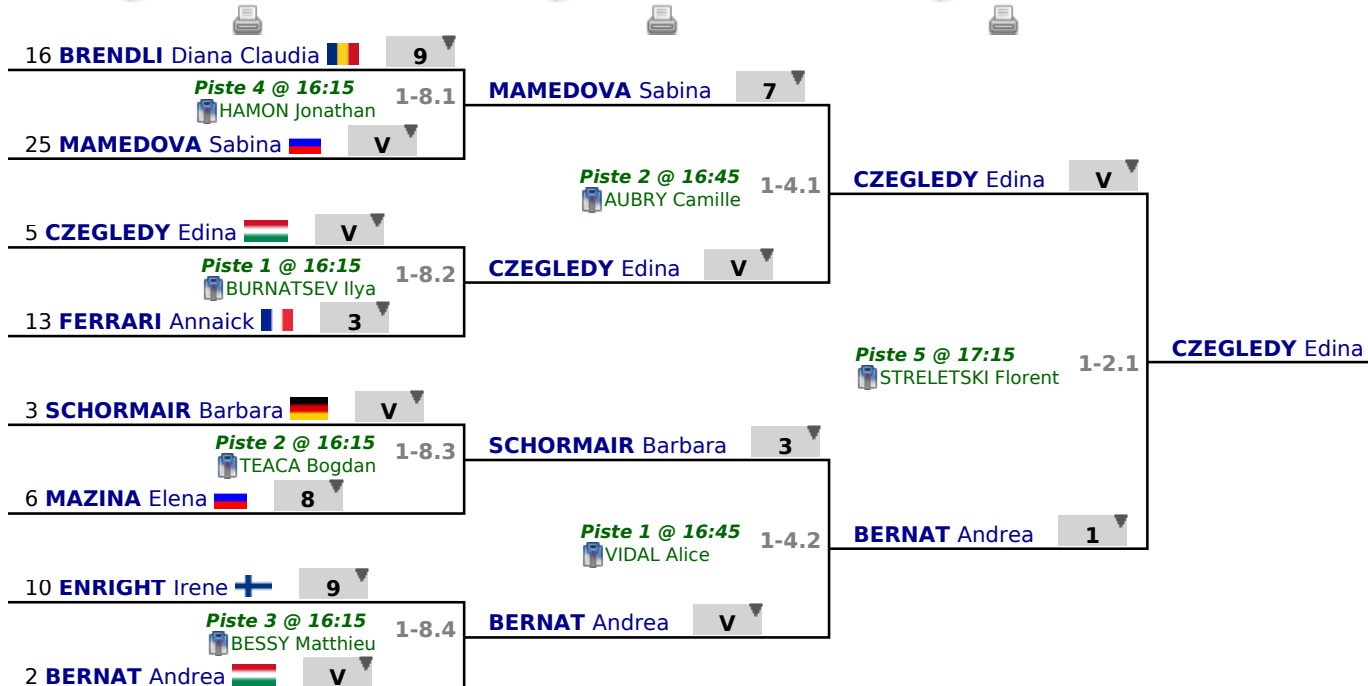 16 BRENDLI Diana Claudia 9
Piste 4 @ 16:15
HAMON Jonathan
1-8.1
25 MAMEDOVA Sabina V
MAMEDOVA Sabina 7
5 CZEGLEDY Edina V
Piste 1 @ 16:15
BURNATSEV Ilya
1-8.2
13 FERRARI Annaick 3
CZEGLEDY Edina V
Piste 2 @ 16:45
AUBRY Camille
1-4.1
CZEGLEDY Edina V
3 SCHORMAIR Barbara V
Piste 2 @ 16:15
TEACA Bogdan
1-8.3
6 MAZINA Elena 8
SCHORMAIR Barbara 3
10 ENRIGHT Irene 9
Piste 3 @ 16:15
BESSY Matthieu
1-8.4
2 BERNAT Andrea V
BERNAT Andrea V
Piste 1 @ 16:45
VIDAL Alice
1-4.2
BERNAT Andrea 1
Piste 5 @ 17:15
STRELETSKI Florent
1-2.1
CZEGLEDY Edina